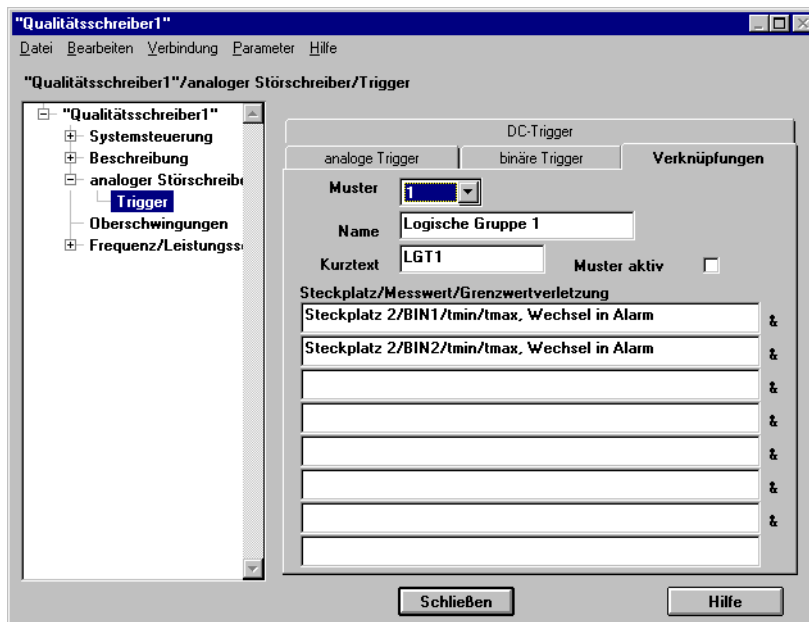 "Qualitätsschreiber1"
Datei Bearbeiten Verbindung Parameter Hilfe
"Qualitätsschreiber1"/analoger Störschreiber/Trigger
"Qualitätsschreiber1"
Systemsteuerung
Beschreibung
analoger Störschreibe
Trigger
Oberschwingungen
Frequenz/Leistungss
DC-Trigger
analoge Trigger binäre Trigger Verknüpfungen
Muster 1
Name Logische Gruppe 1
Kurztext LGT1 Muster aktiv
Steckplatz/Messwert/Grenzwertverletzung
Steckplatz 2/BIN1/tmin/tmax, Wechsel in Alarm &
Steckplatz 2/BIN2/tmin/tmax, Wechsel in Alarm &
&
&
&
&
&
Schließen Hilfe